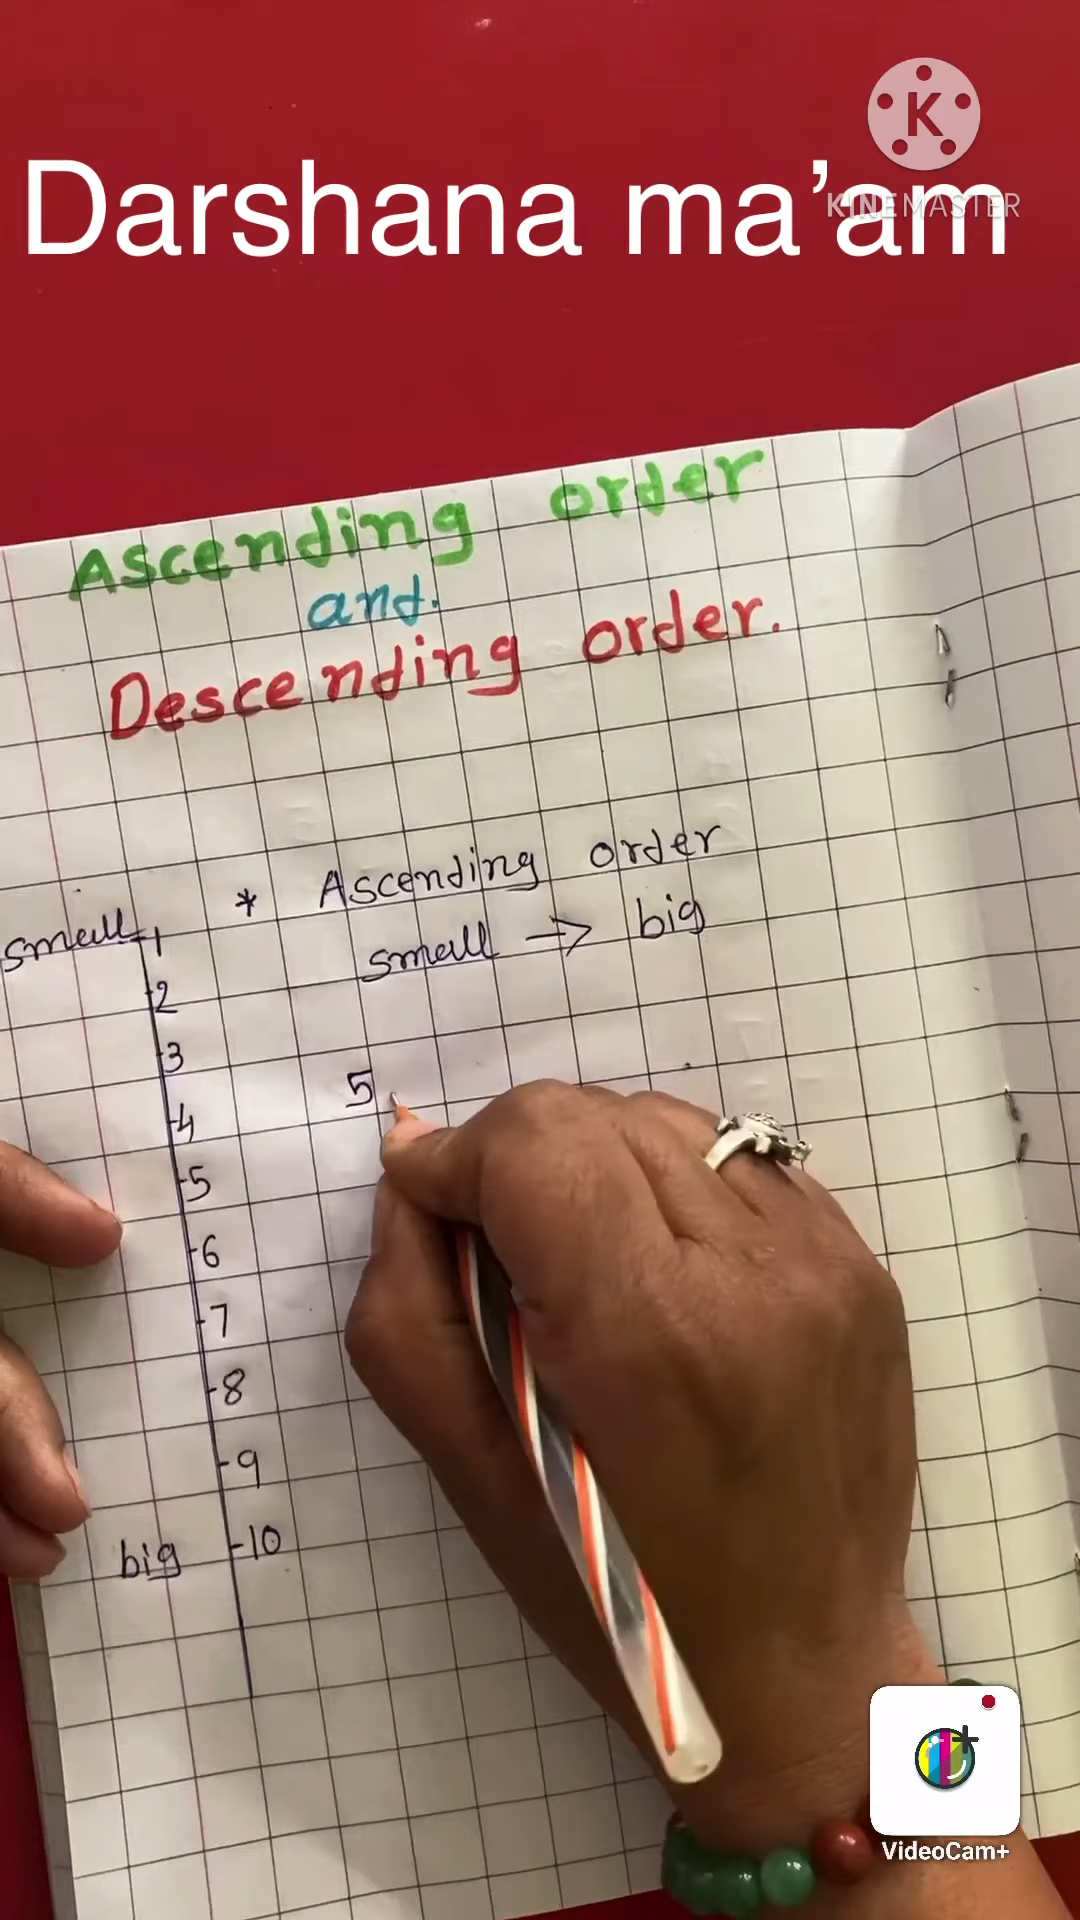 K
KINEMASTER
Darshana ma’am
Ascending order
and.
Descending order.
* Ascending order
small → big
small 1
2
3
4
5
5
6
7
8
9
big 10
VideoCam+